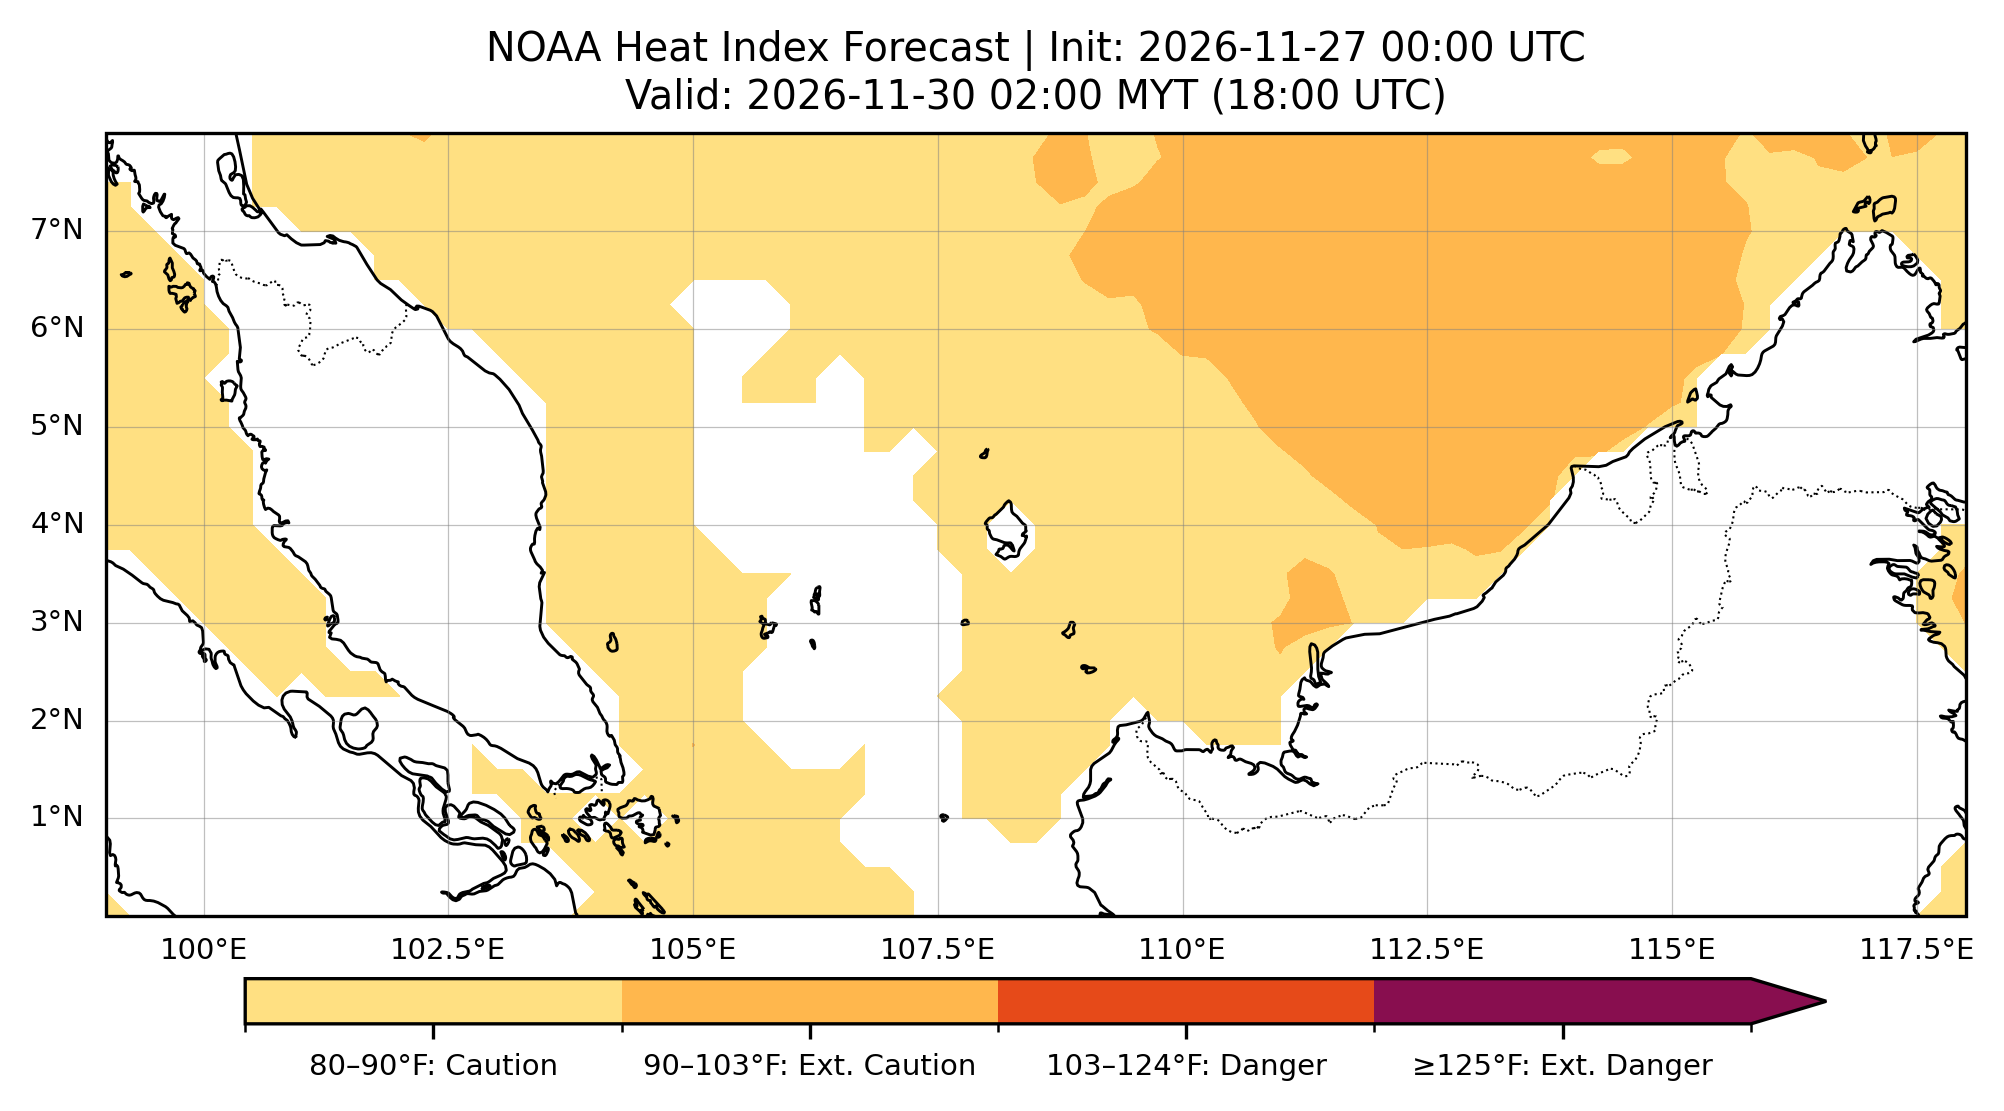 NOAA Heat Index Forecast | Init: 2026-11-27 00:00 UTC
Valid: 2026-11-30 02:00 MYT (18:00 UTC)
7°N
6°N
5°N
4°N
3°N
2°N
1°N
100°E 102.5°E 105°E 107.5°E 110°E 112.5°E 115°E 117.5°E
80–90°F: Caution 90–103°F: Ext. Caution 103–124°F: Danger ≥125°F: Ext. Danger